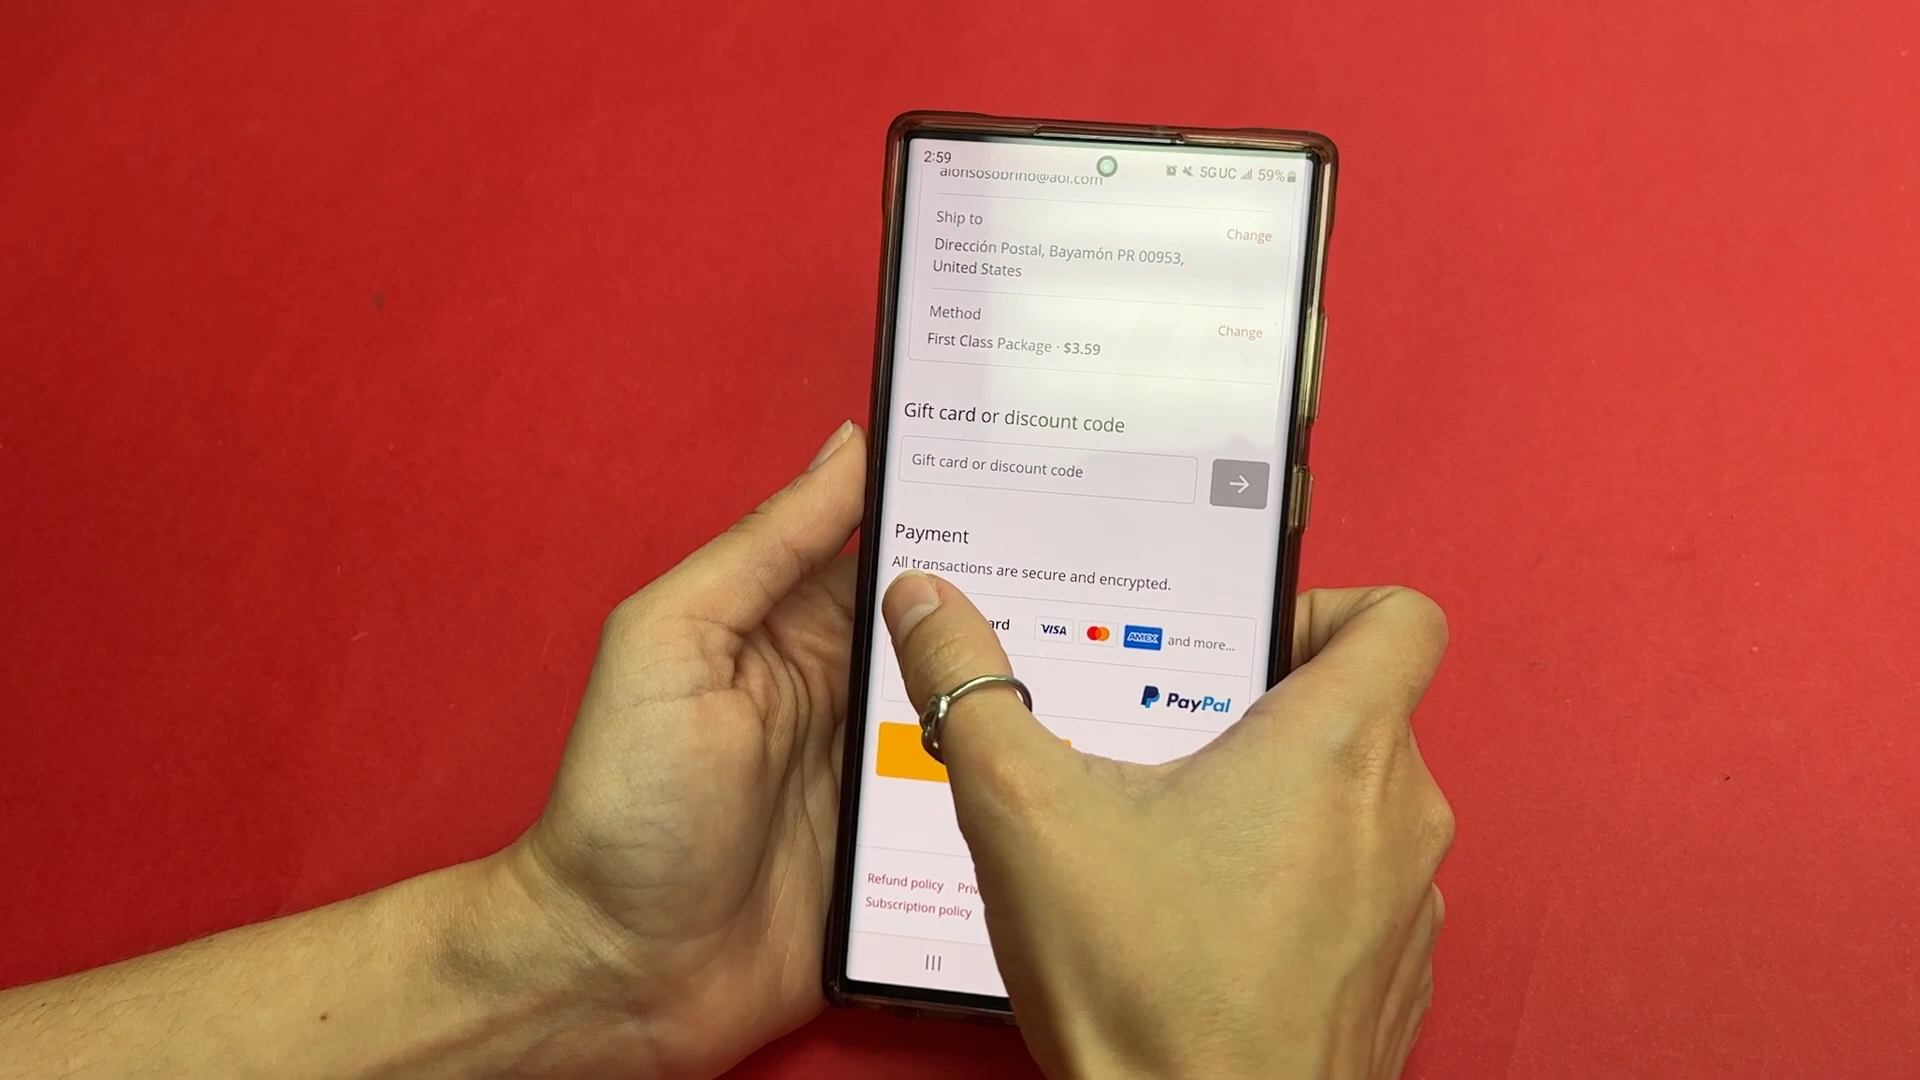 2:59
5GUC 59%
alonsosobrino@aol.com
Ship to
Change
Dirección Postal, Bayamón PR 00953,
United States
Method
Change
First Class Package · $3.59
Gift card or discount code
Gift card or discount code
Payment
All transactions are secure and encrypted.
ard VISA AMEX and more...
PayPal
Refund policy Priv
Subscription policy